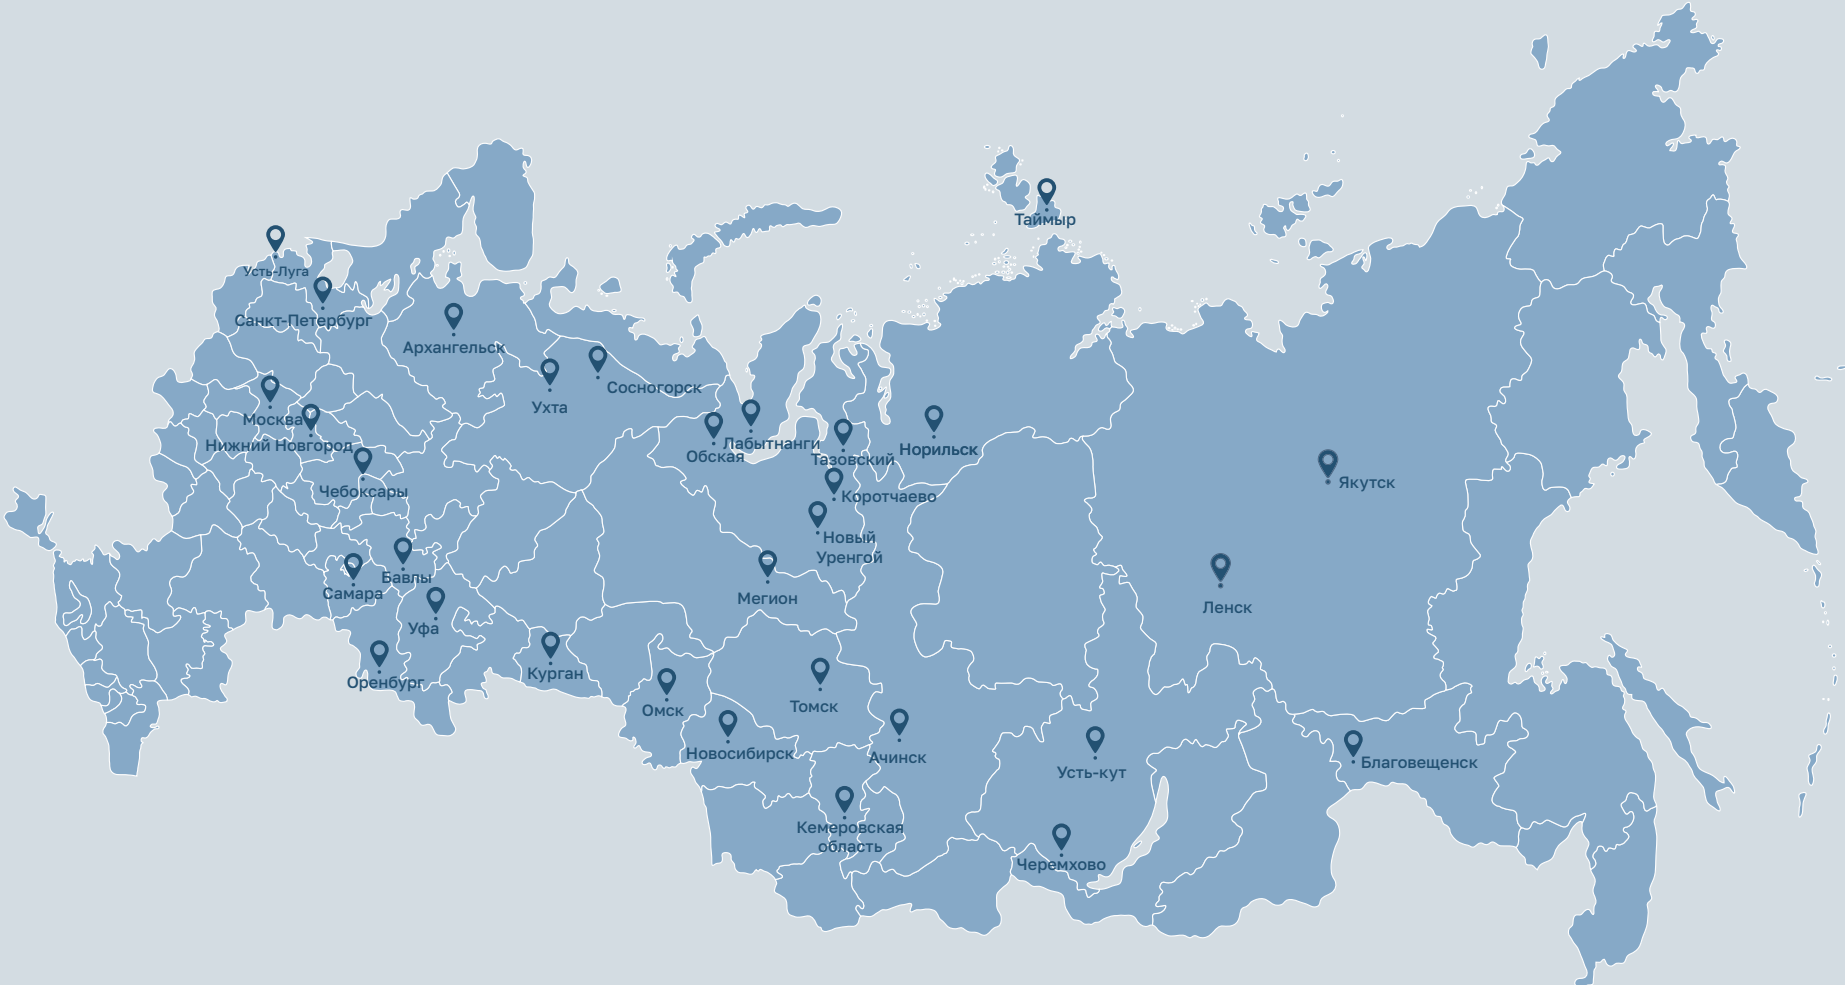 Таймыр
Усть-Луга
Санкт-Петербург
Архангельск
Сосногорск
Ухта
Москва
Нижний Новгород
Лабытнанги
Обская
Тазовский
Норильск
Якутск
Чебоксары
Коротчаево
Новый
Уренгой
Бавлы
Самара
Мегион
Ленск
Уфа
Курган
Оренбург
Омск
Томск
Новосибирск
Ачинск
Усть-кут
Благовещенск
Кемеровская
область
Черемхово